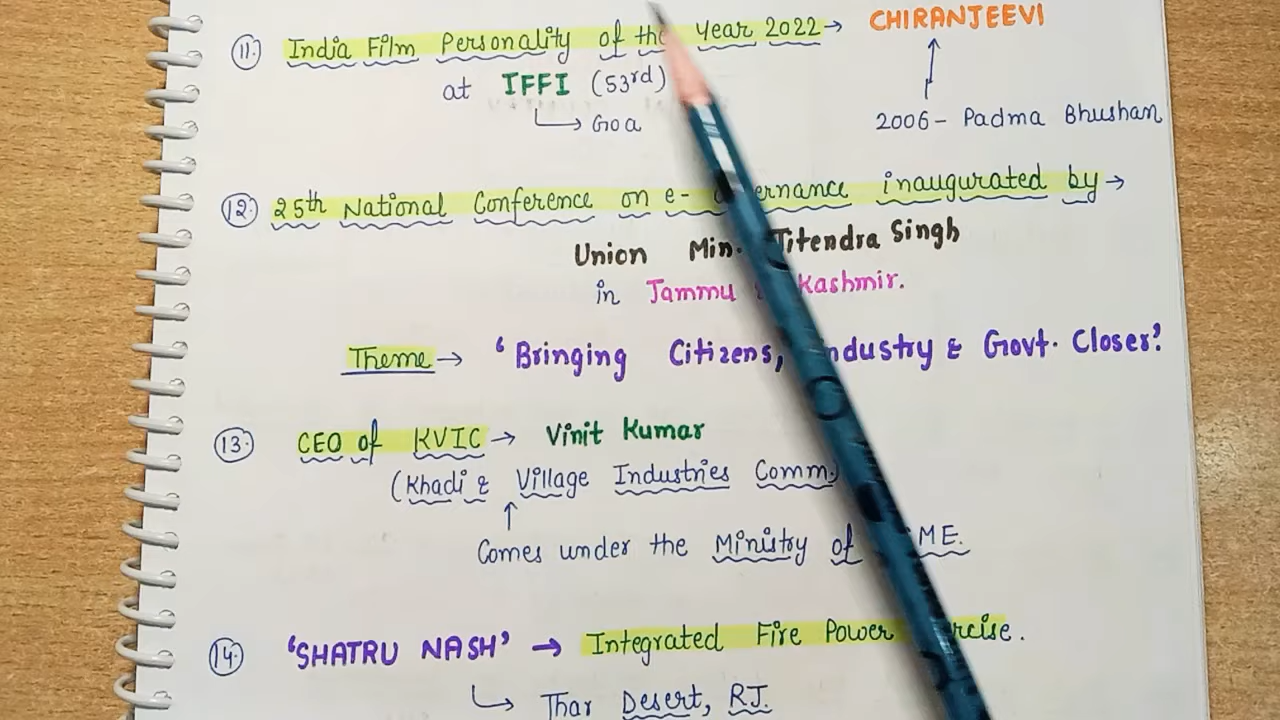 11. India Film Personality of the Year 2022 → CHIRANJEEVI
at IFFI (53rd)
↳ Goa
2006 - Padma Bhushan
12. 25th National Conference on e- ernance inaugurated by →
Union Min. Jitendra Singh
in Jammu Kashmir.
Theme → 'Bringing Citizens, Industry & Govt. Closer'
13. CEO of KVIC → Vinit Kumar
(Khadi & Village Industries Comm.
Comes under the Ministry of ME.
14. 'SHATRU NASH' → Integrated Fire Power rcise.
↳ Thar Desert, RJ.